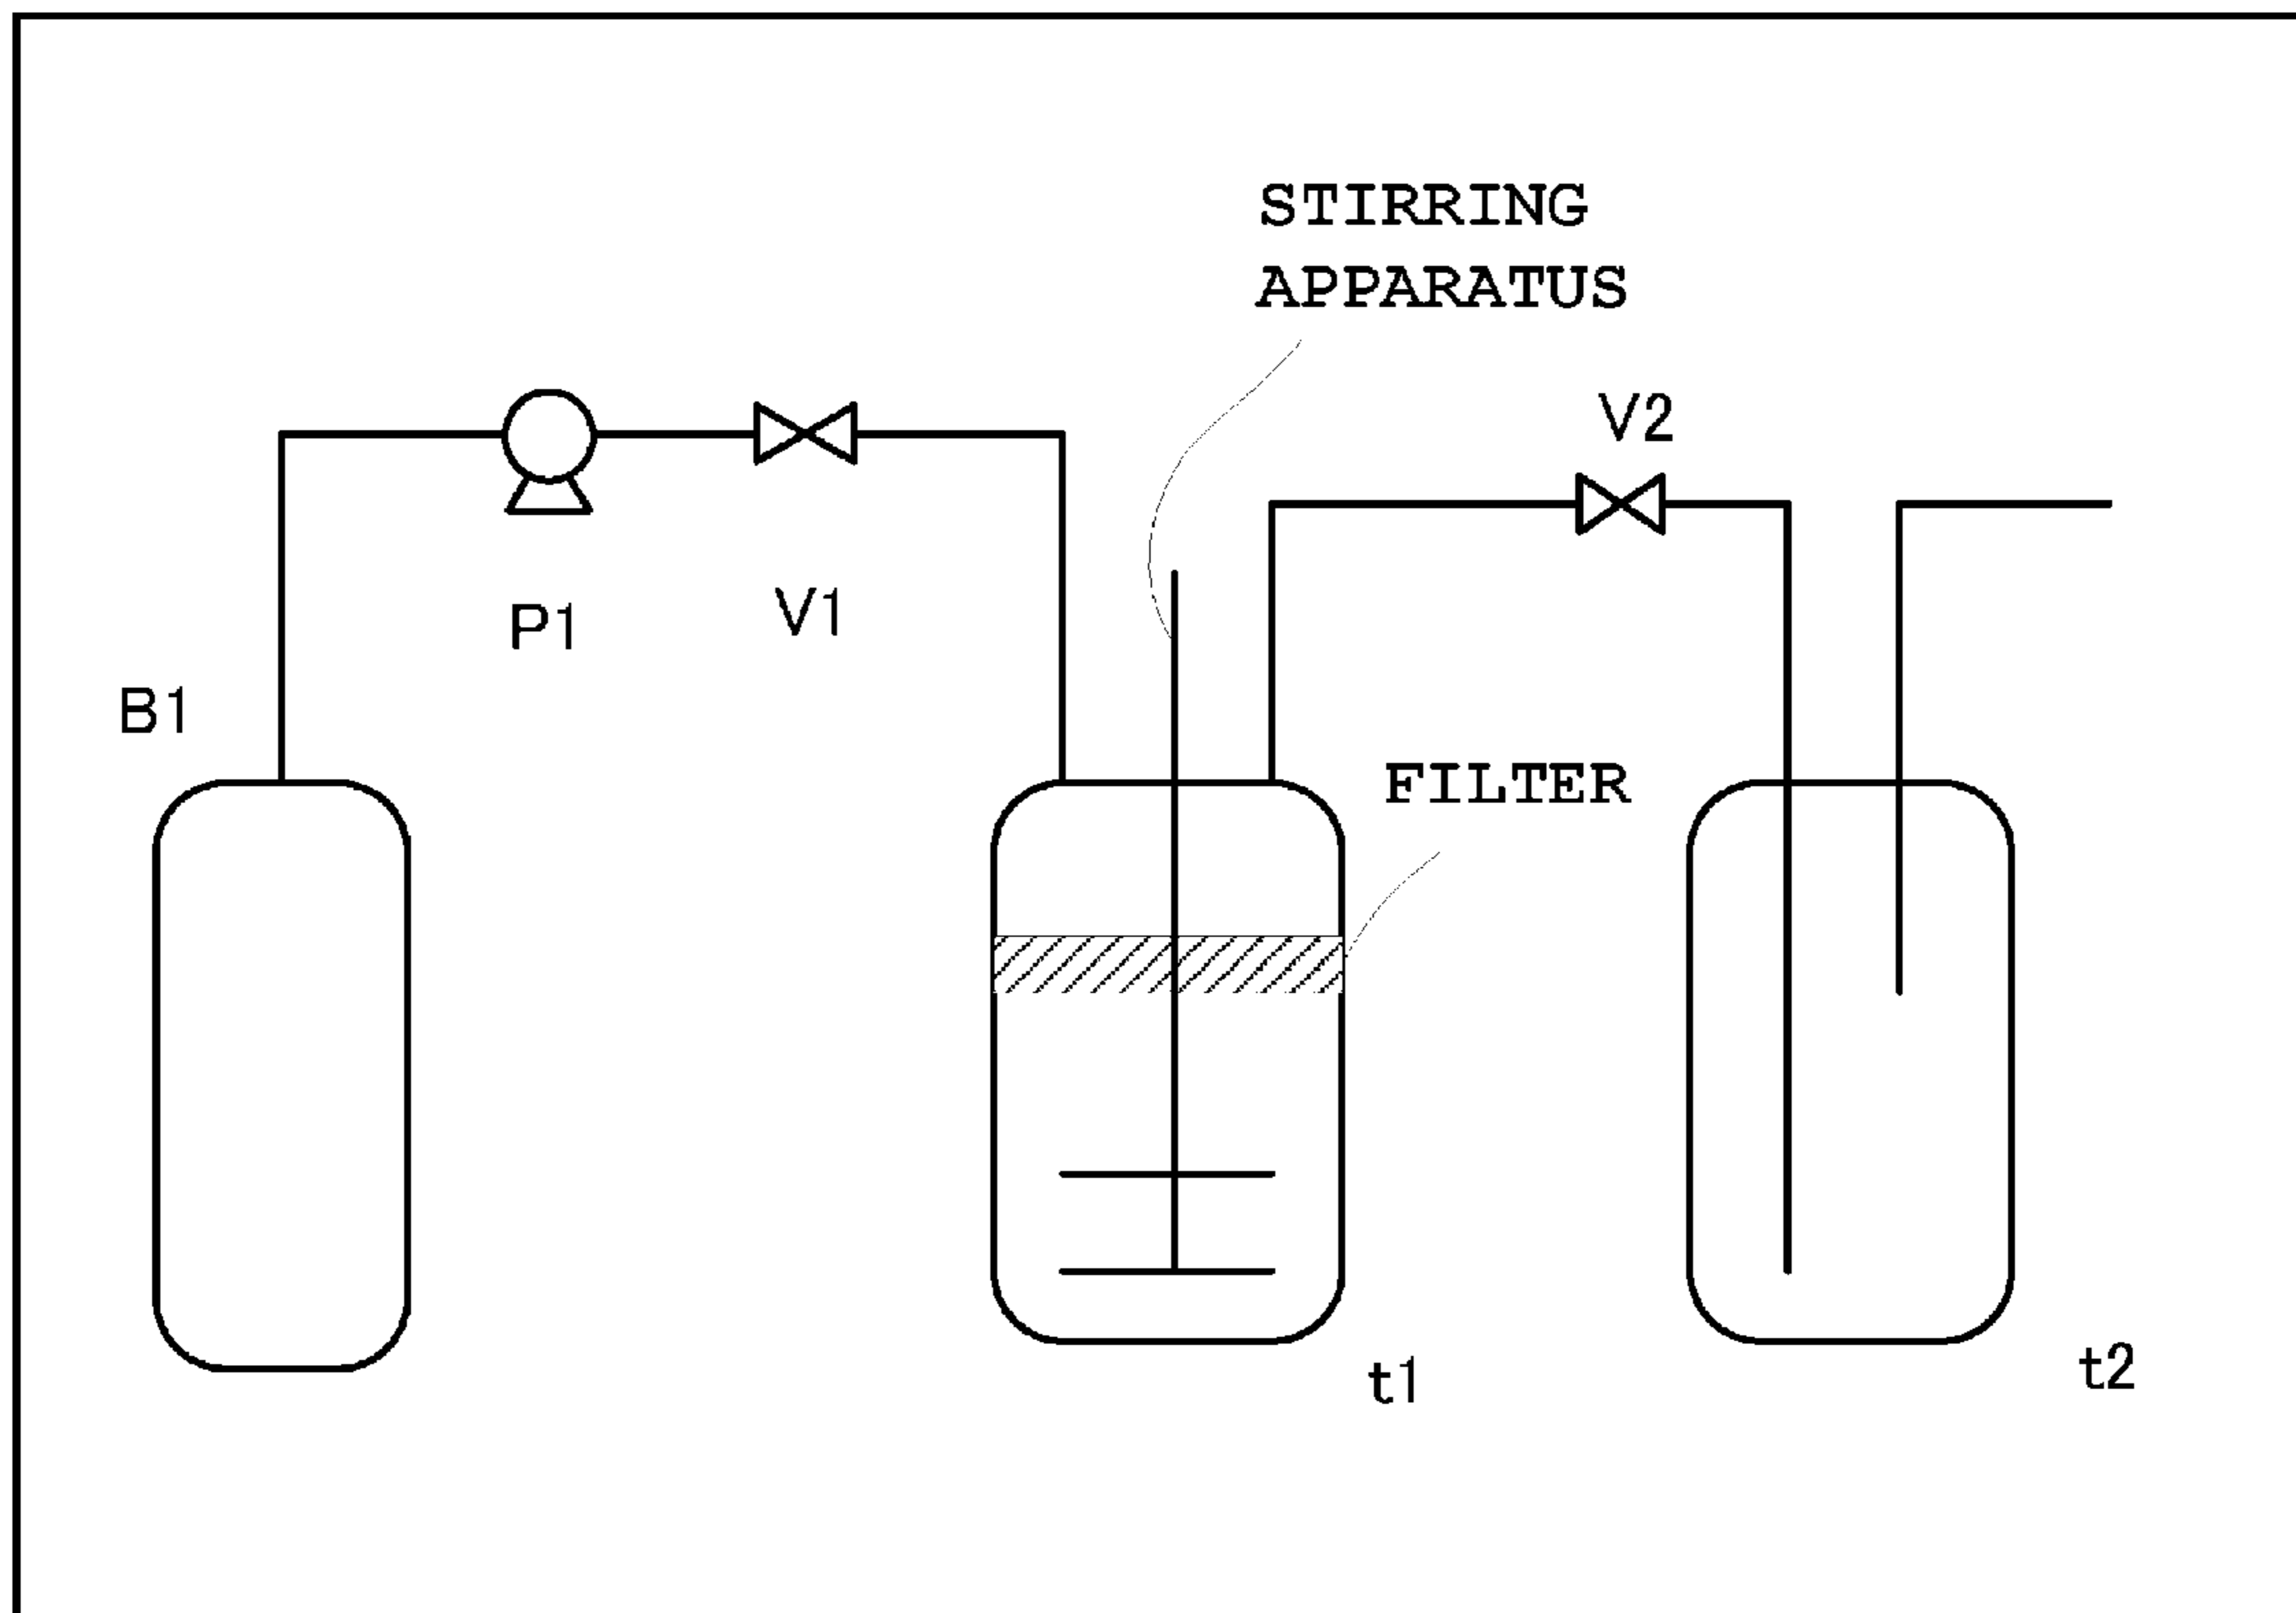 STIRRING
APPARATUS
V2
P1
V1
B1
FILTER
t1
t2